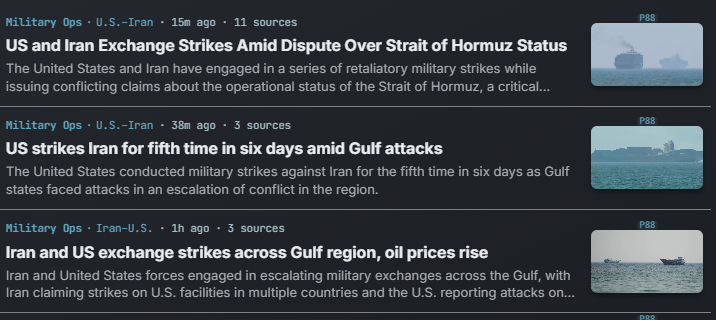 Military Ops · U.S.–Iran · 15m ago · 11 sources
P88
US and Iran Exchange Strikes Amid Dispute Over Strait of Hormuz Status
The United States and Iran have engaged in a series of retaliatory military strikes while
issuing conflicting claims about the operational status of the Strait of Hormuz, a critical...
Military Ops · U.S.–Iran · 38m ago · 3 sources
P88
US strikes Iran for fifth time in six days amid Gulf attacks
The United States conducted military strikes against Iran for the fifth time in six days as Gulf
states faced attacks in an escalation of conflict in the region.
Military Ops · Iran–U.S. · 1h ago · 3 sources
P88
Iran and US exchange strikes across Gulf region, oil prices rise
Iran and United States forces engaged in escalating military exchanges across the Gulf, with
Iran claiming strikes on U.S. facilities in multiple countries and the U.S. reporting attacks on...
P88